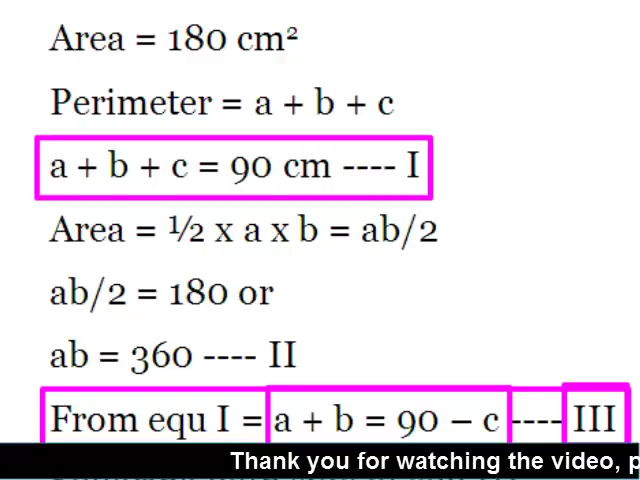 Area = 180 cm²
Perimeter = a + b + c
a + b + c = 90 cm ---- I
Area = ½ x a x b = ab/2
ab/2 = 180 or
ab = 360 ---- II
From equ I = a + b = 90 – c ---- III
Thank you for watching the video, p